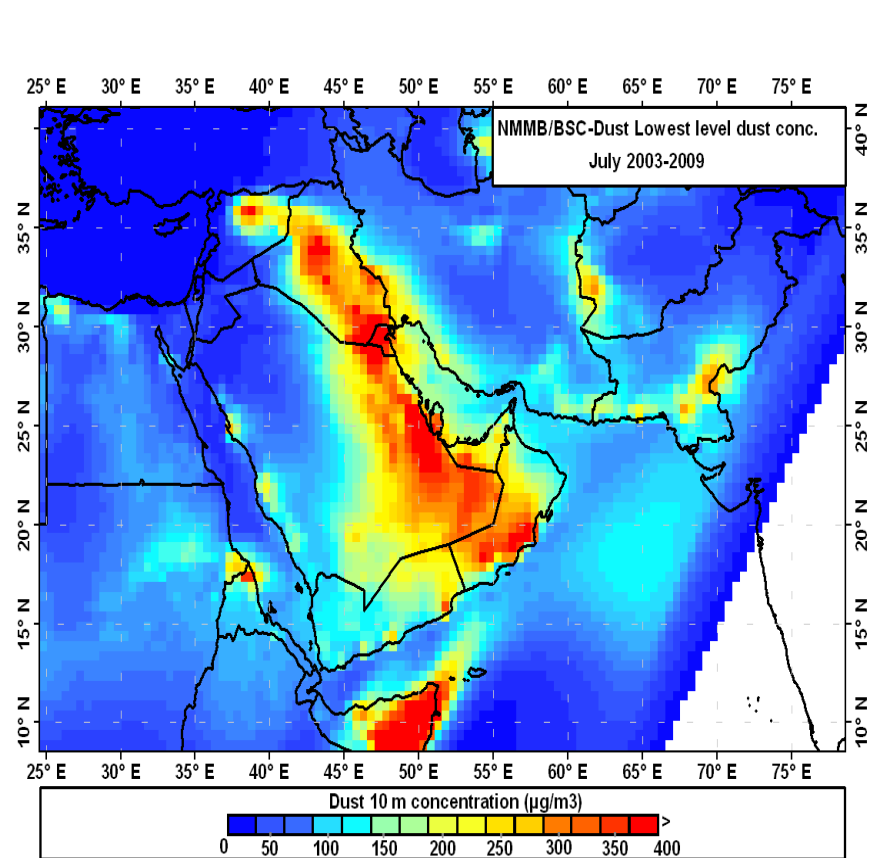 25° E 30° E 35° E 40° E 45° E 50° E 55° E 60° E 65° E 70° E 75° E
NMMB/BSC-Dust Lowest level dust conc.
July 2003-2009
40° N
35° N 35° N
30° N 30° N
25° N 25° N
20° N 20° N
15° N 15° N
10° N 10° N
25° E 30° E 35° E 40° E 45° E 50° E 55° E 60° E 65° E 70° E 75° E
Dust 10 m concentration (µg/m3)
>
0 50 100 150 200 250 300 350 400